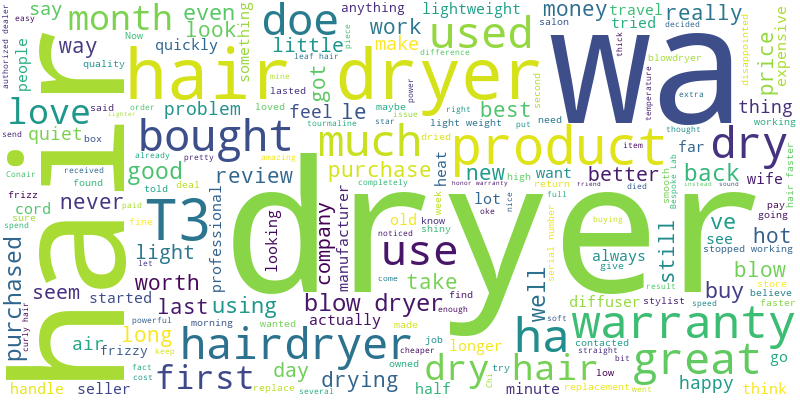 say
month
even
look
doe
anything
lightweight
money
travel
tried
really
salon
decided
easy
piece
authorized dealer
people
Now
way
quickly
quality
something
little
work
make
used
difference
blowdryer
thick
disappointed
price
expensive
hair
hair dryer
mine
leaf hair
got
power
second
wa
temperature
extra
love
said
problem
lasted
loved
issue
order
tourmaline
feel
le
maybe
star
best
right
light weight
put
need
thought
thing
working
send
quiet
box
lighter
bought
much
dried
product
item
far
dry
Conair
already
pretty
amazing
good
purchase
new
high
want
better
back
wife
frizz
received
found
told
deal
review
completely
honor warranty
return
friend
died
smooth
Bespoke Lab
instead
sound
hair faster
never
cord
sure
spend
paid
fine
T3
professional
looking
company
manufacturer
old
heat
week
lot
know
shiny
oke
nice
full
ve
see
pay
going
hot
dryer
purchased
curly hair
light
let
noticed
use
come
well
serial number
buying
always
give
still
stopped working
seem
started
worth
last
using
blow dryer
take
find
enough
diffuser
result
stylist
buy
store
believe
blow
powerful
morning
wanted
actually
made
cheaper
soft
contacted
speed
faster
long
air
frizzy
hairdryer
job
longer
ha
straight
bit
warranty
fact
cost
keep
first
day
drying
owned
half
dry hair
Chi
try
minute
replacement
went
great
happy
go
think
handle
seller
replace
several